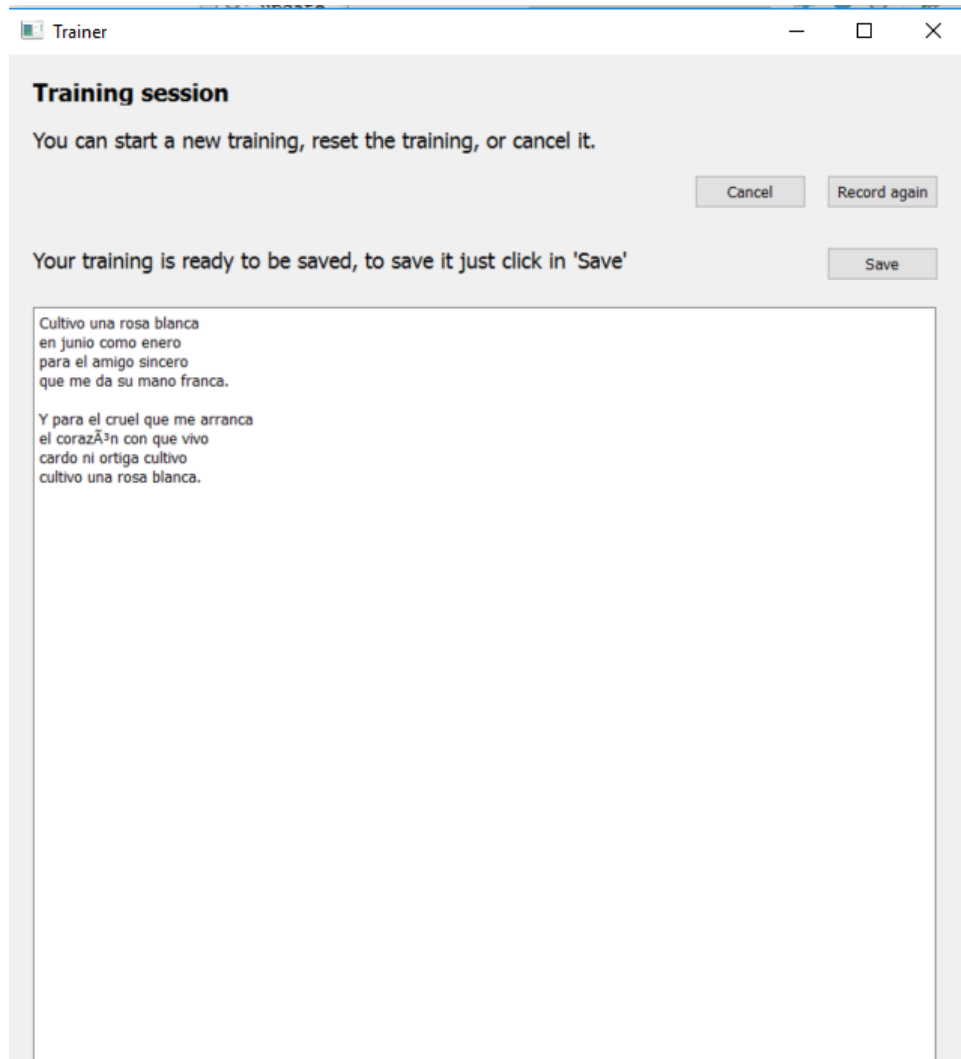 Trainer
Training session
You can start a new training, reset the training, or cancel it.
Cancel
Record again
Your training is ready to be saved, to save it just click in 'Save'
Save
Cultivo una rosa blanca
en junio como enero
para el amigo sincero
que me da su mano franca.
Y para el cruel que me arranca
el corazÃ³n con que vivo
cardo ni ortiga cultivo
cultivo una rosa blanca.